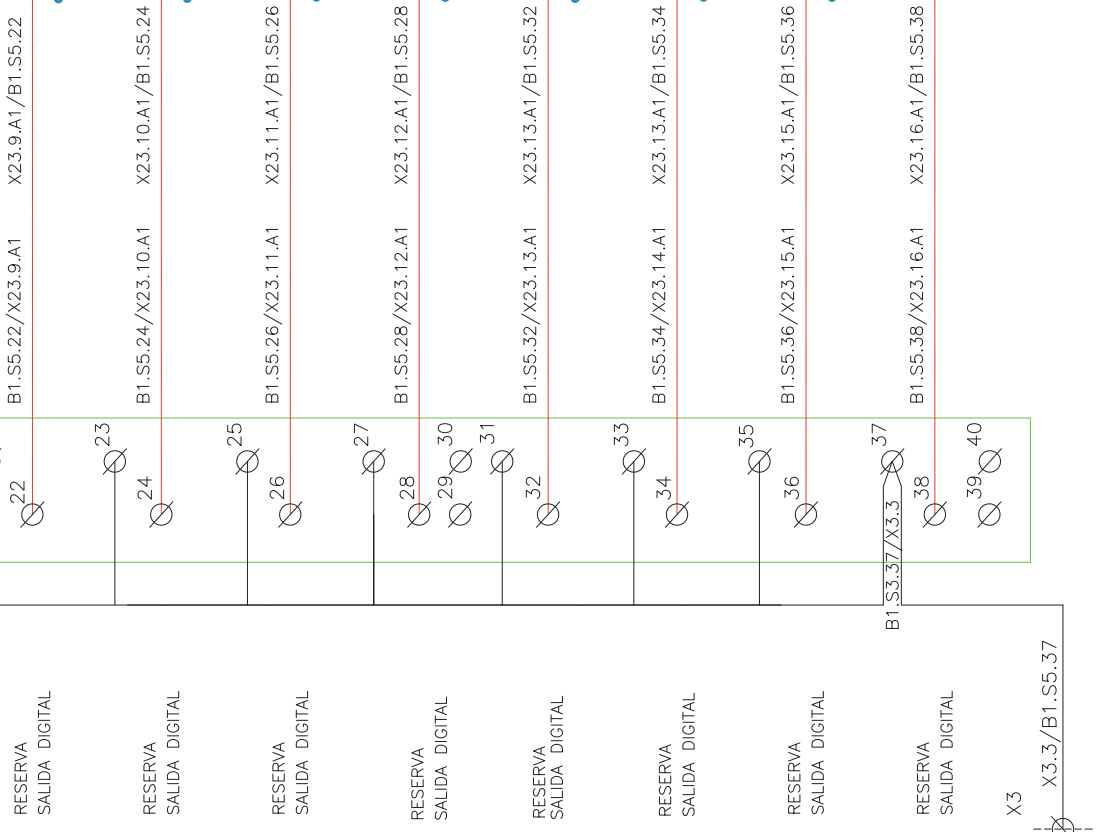 X23.9.A1/B1.S5.22
X23.10.A1/B1.S5.24
X23.11.A1/B1.S5.26
X23.12.A1/B1.S5.28
X23.13.A1/B1.S5.32
X23.13.A1/B1.S5.34
X23.15.A1/B1.S5.36
X23.16.A1/B1.S5.38
B1.S5.22/X23.9.A1
B1.S5.24/X23.10.A1
B1.S5.26/X23.11.A1
B1.S5.28/X23.12.A1
B1.S5.32/X23.13.A1
B1.S5.34/X23.14.A1
B1.S5.36/X23.15.A1
B1.S5.38/X23.16.A1
22
23
24
25
26
27
28
29
30
31
32
33
34
35
36
37
38
39
40
B1.S3.37/X3.3
RESERVA
SALIDA DIGITAL
RESERVA
SALIDA DIGITAL
RESERVA
SALIDA DIGITAL
RESERVA
SALIDA DIGITAL
RESERVA
SALIDA DIGITAL
RESERVA
SALIDA DIGITAL
RESERVA
SALIDA DIGITAL
RESERVA
SALIDA DIGITAL
X3
X3.3/B1.S5.37